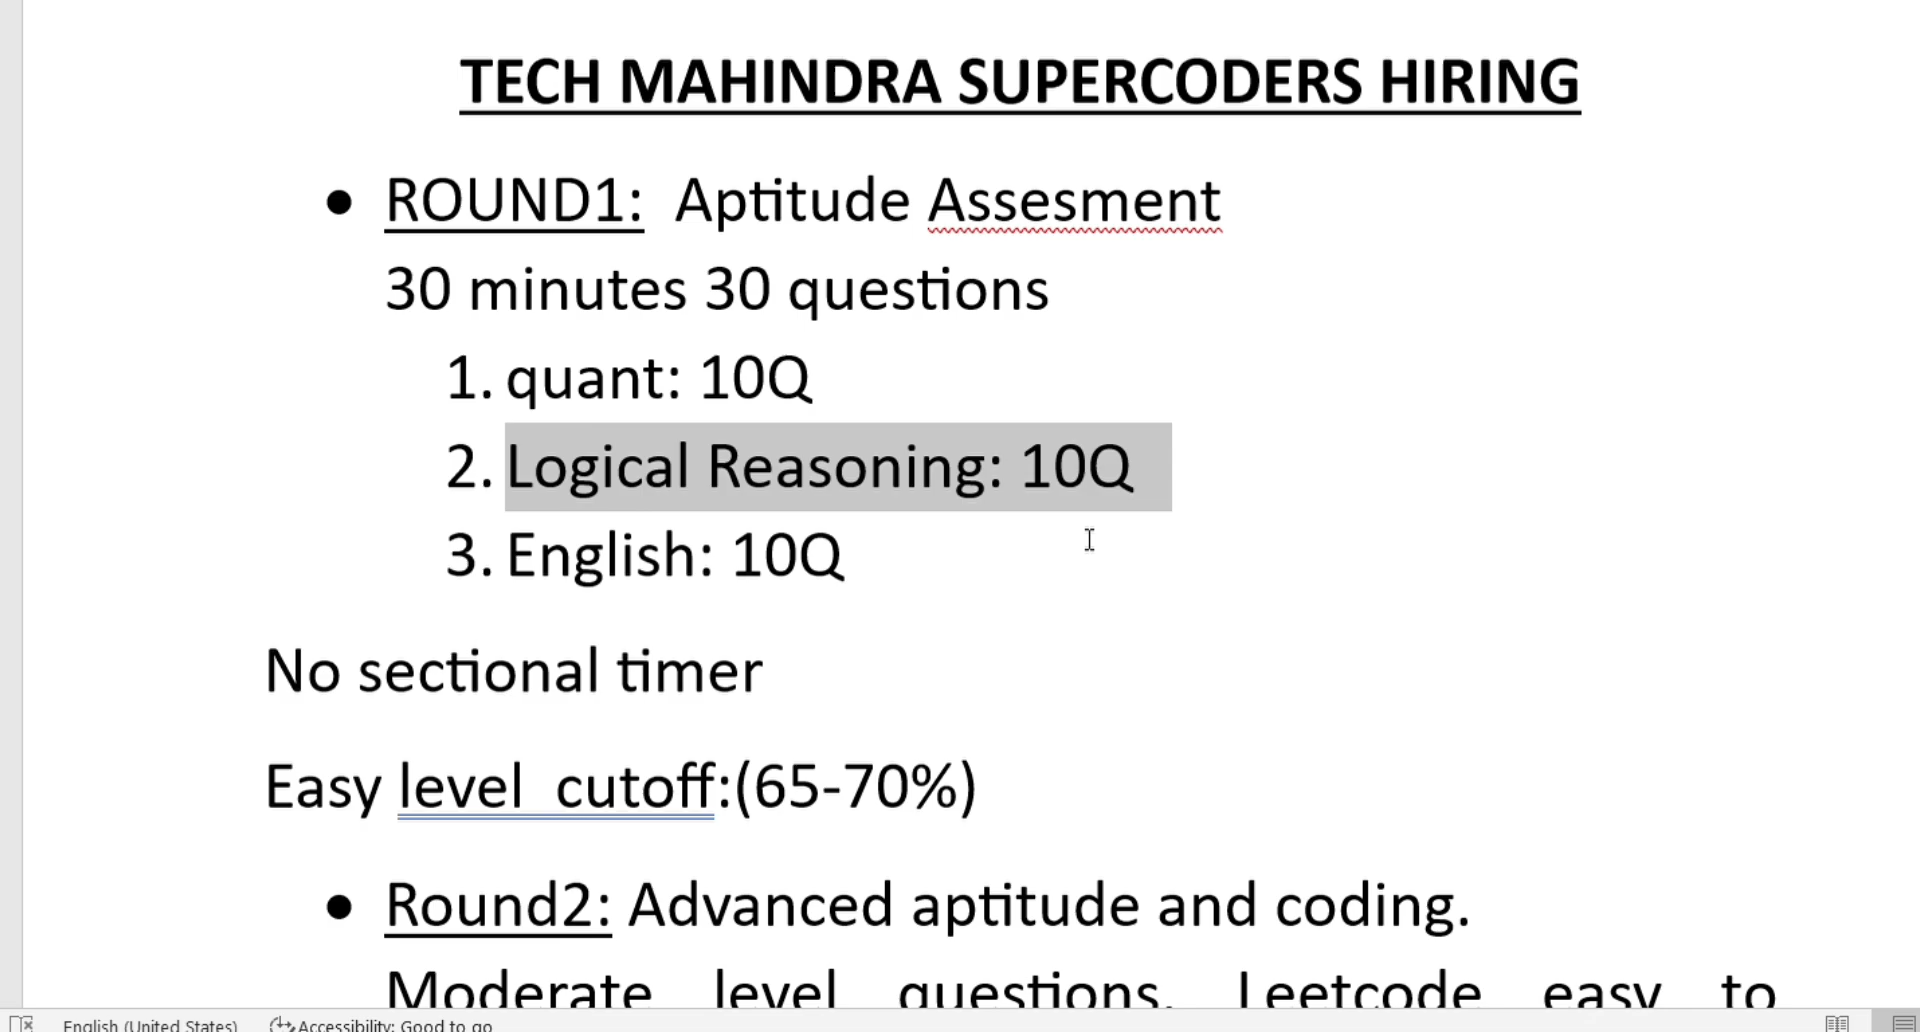 TECH MAHINDRA SUPERCODERS HIRING
● ROUND1:  Aptitude Assesment
30 minutes 30 questions
1. quant: 10Q
2. Logical Reasoning: 10Q
3. English: 10Q
No sectional timer
Easy level  cutoff:(65-70%)
● Round2: Advanced aptitude and coding.
Moderate level questions. Leetcode easy to
English (United States) Accessibility: Good to go